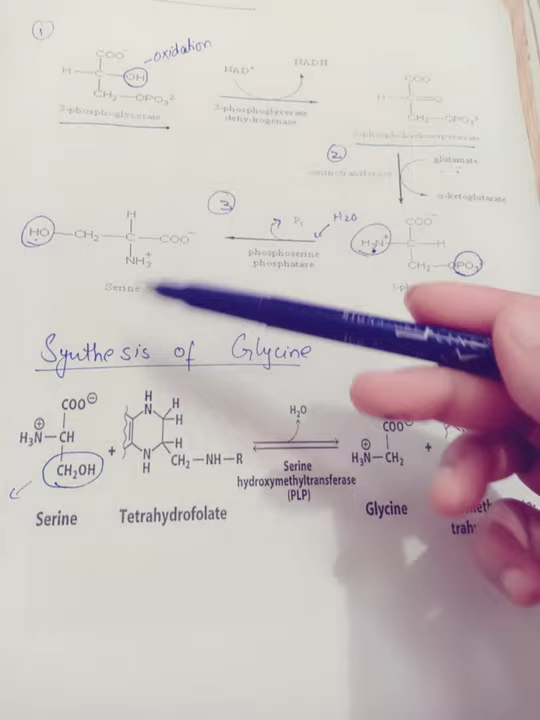 1
COO⁻
-oxidation
H—C—OH
CH₂—OPO₃²⁻
3-phosphoglycerate
NAD⁺
NADH
3-phosphoglycerate
dehydrogenase
COO⁻
CH₂—OPO₃²⁻
2
glutamate
α-ketoglutarate
3
H
HO—CH₂—C—COO⁻
NH₃⁺
Serine
Pᵢ
H₂O
phosphoserine
phosphatase
COO⁻
H₃N⁺—C—H
CH₂—OPO₃²⁻
Synthesis of Glycine
COO⊖
H₃N⊕—CH
CH₂OH
Serine
+
H
N
H
H
H
N
H
CH₂—NH—R
Tetrahydrofolate
H₂O
Serine
hydroxymethyltransferase
(PLP)
COO⊖
H₃N⊕—CH₂
Glycine
+